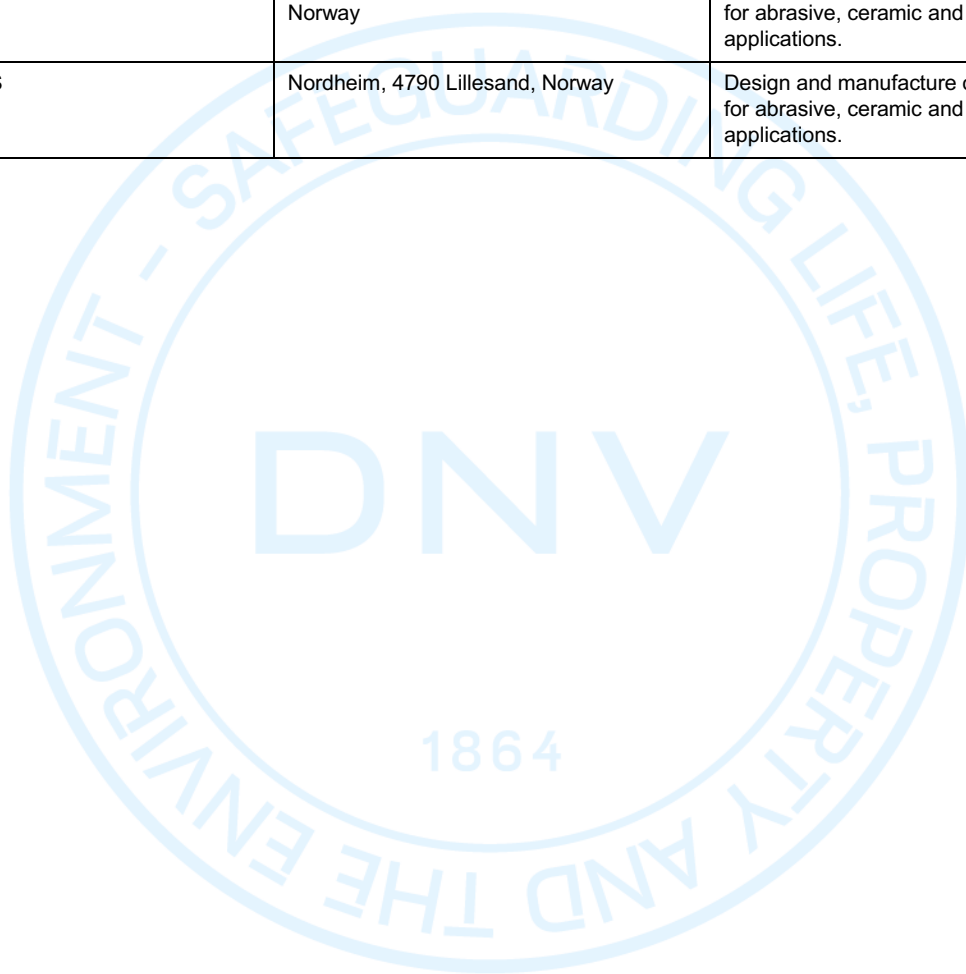 Norway
for abrasive, ceramic and
applications.
S
Nordheim, 4790 Lillesand, Norway
Design and manufacture
for abrasive, ceramic and
applications.
SAFEGUARDING LIFE, PROPERTY AND THE ENVIRONMENT -
DNV
1864